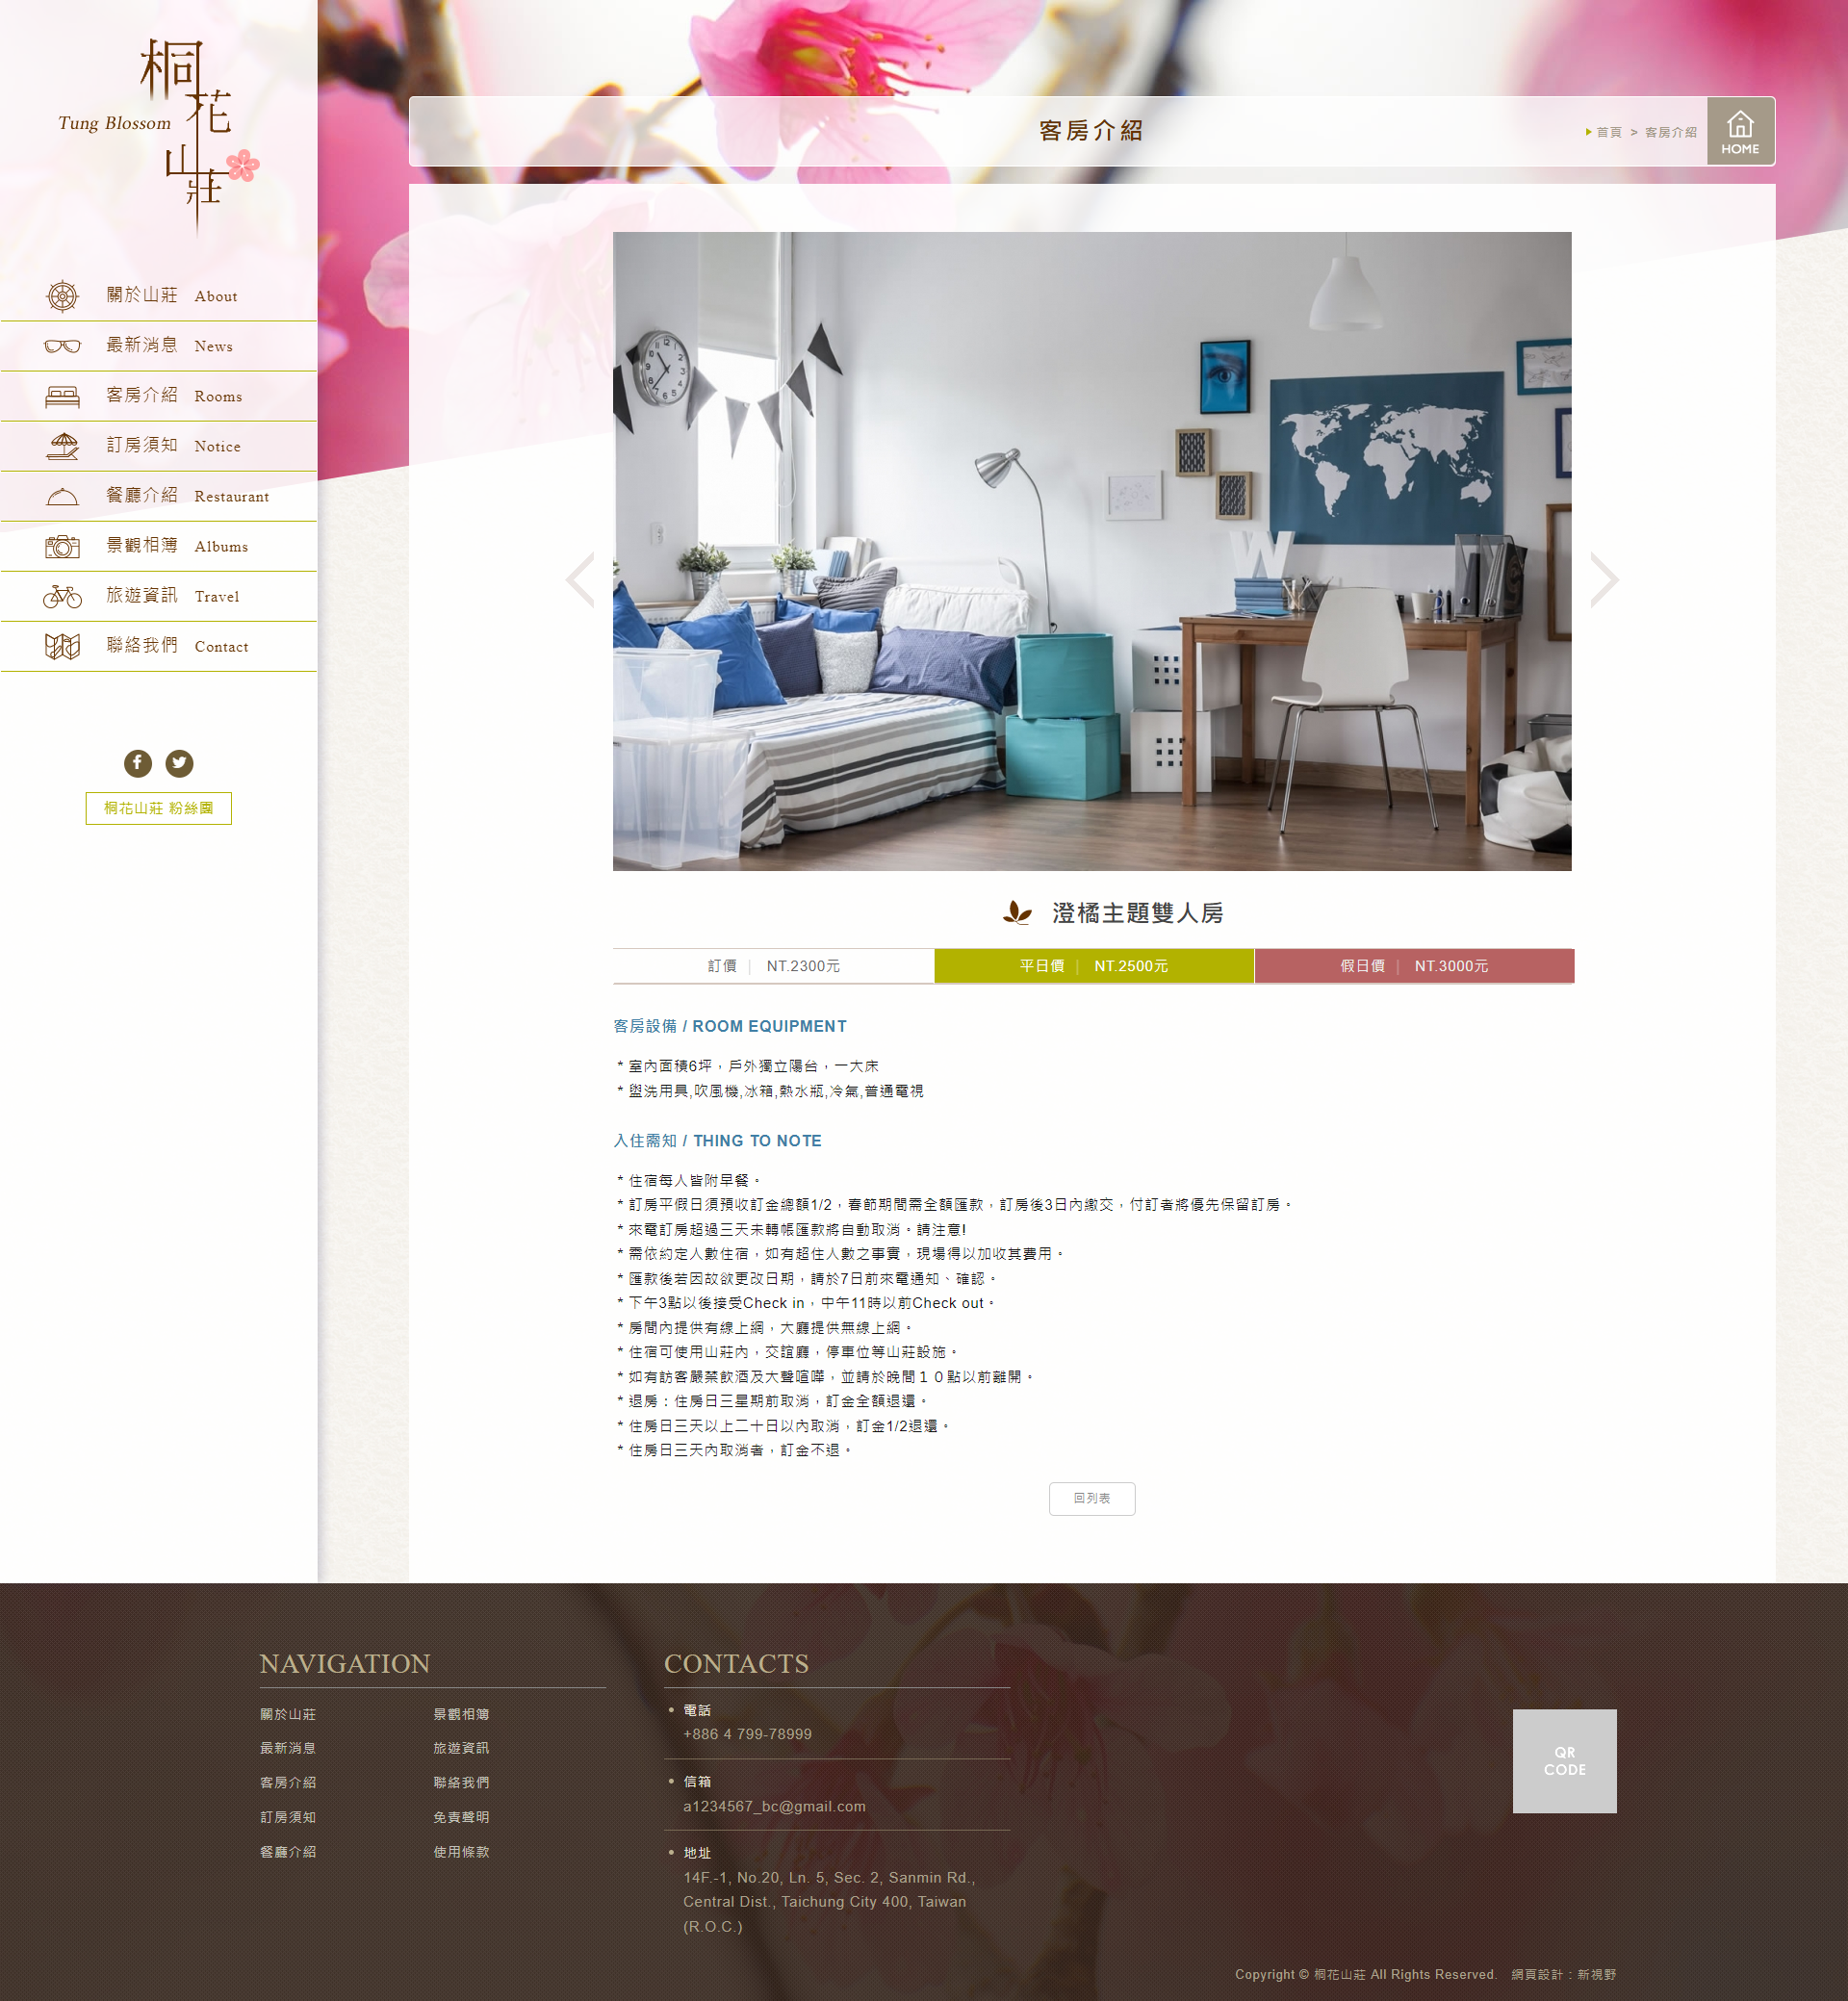 桐花山莊
Tung Blossom
關於山莊 About
最新消息 News
客房介紹 Rooms
訂房須知 Notice
餐廳介紹 Restaurant
景觀相簿 Albums
旅遊資訊 Travel
聯絡我們 Contact
桐花山莊 粉絲團
客房介紹
首頁 > 客房介紹
HOME
W
澄橘主題雙人房
訂價 | NT.2300元
平日價 | NT.2500元
假日價 | NT.3000元
客房設備 / ROOM EQUIPMENT
* 室內面積6坪，戶外獨立陽台，一大床
* 盥洗用具,吹風機,冰箱,熱水瓶,冷氣,普通電視
入住需知 / THING TO NOTE
* 住宿每人皆附早餐。
* 訂房平假日須預收訂金總額1/2，春節期間需全額匯款，訂房後3日內繳交，付訂者將優先保留訂房。
* 來電訂房超過三天未轉帳匯款將自動取消。請注意!
* 需依約定人數住宿，如有超住人數之事實，現場得以加收其費用。
* 匯款後若因故欲更改日期，請於7日前來電通知、確認。
* 下午3點以後接受Check in，中午11時以前Check out。
* 房間內提供有線上網，大廳提供無線上網。
* 住宿可使用山莊內，交誼廳，停車位等山莊設施。
* 如有訪客嚴禁飲酒及大聲喧嘩，並請於晚間１０點以前離開。
* 退房：住房日三星期前取消，訂金全額退還。
* 住房日三天以上二十日以內取消，訂金1/2退還。
* 住房日三天內取消者，訂金不退。
回列表
NAVIGATION
關於山莊
最新消息
客房介紹
訂房須知
餐廳介紹
景觀相簿
旅遊資訊
聯絡我們
免責聲明
使用條款
CONTACTS
電話
+886 4 799-78999
信箱
a1234567_bc@gmail.com
地址
14F.-1, No.20, Ln. 5, Sec. 2, Sanmin Rd.,
Central Dist., Taichung City 400, Taiwan
(R.O.C.)
QR
CODE
Copyright © 桐花山莊 All Rights Reserved. 網頁設計：新視野